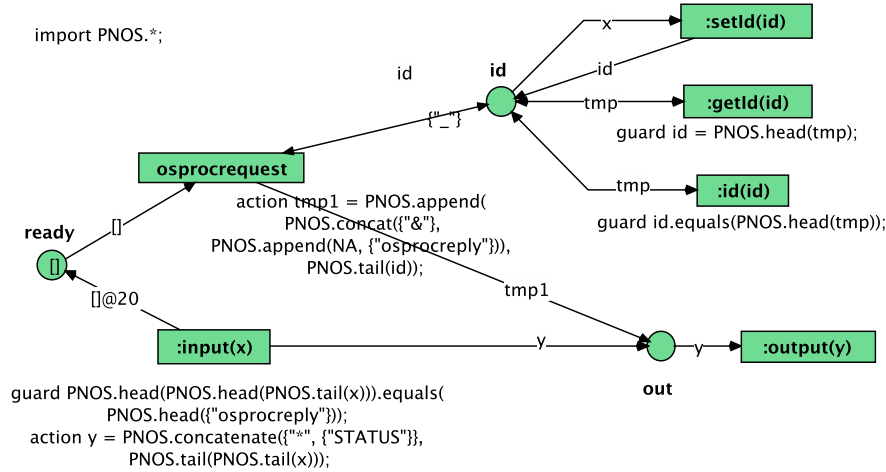 import PNOS.*;
x
:setId(id)
id
id
id
tmp
:getId(id)
{"_"}
guard id = PNOS.head(tmp);
osprocrequest
tmp
:id(id)
action tmp1 = PNOS.append(
PNOS.concat({"&"},
PNOS.append(NA, {"osprocreply"})),
PNOS.tail(id));
guard id.equals(PNOS.head(tmp));
[]
ready
[]
[]@20
tmp1
:input(x)
y
y
:output(y)
out
guard PNOS.head(PNOS.head(PNOS.tail(x))).equals(
PNOS.head({"osprocreply"}));
action y = PNOS.concatenate({"*", {"STATUS"}},
PNOS.tail(PNOS.tail(x)));